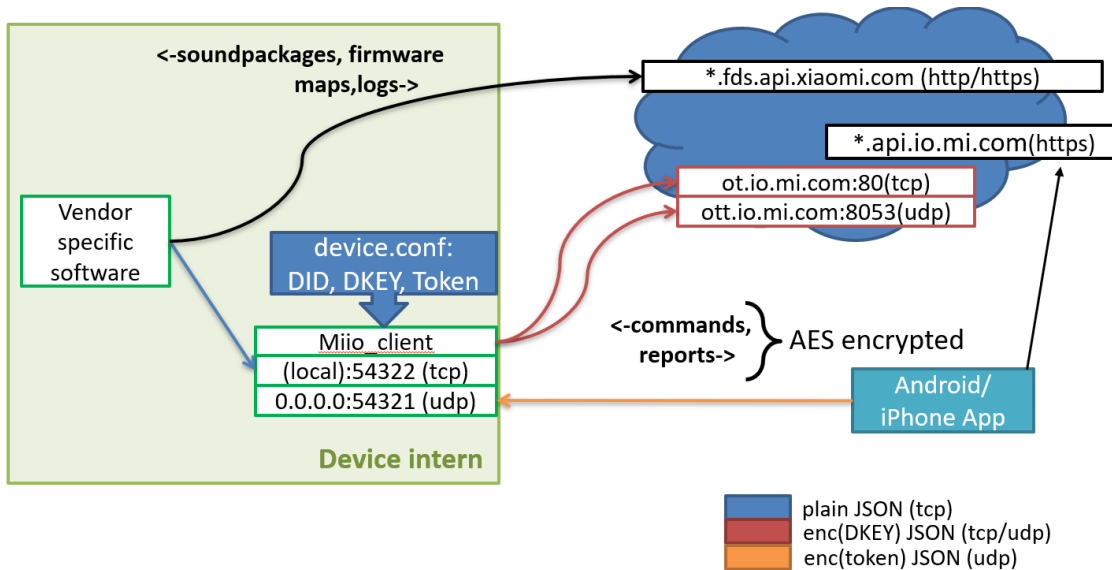 <-soundpackages, firmware
maps,logs->
*.fds.api.xiaomi.com (http/https)
*.api.io.mi.com(https)
ot.io.mi.com:80(tcp)
ott.io.mi.com:8053(udp)
Vendor
specific
software
device.conf:
DID, DKEY, Token
Miio_client
(local):54322 (tcp)
0.0.0.0:54321 (udp)
Device intern
<-commands,
reports->
AES encrypted
Android/
iPhone App
plain JSON (tcp)
enc(DKEY) JSON (tcp/udp)
enc(token) JSON (udp)